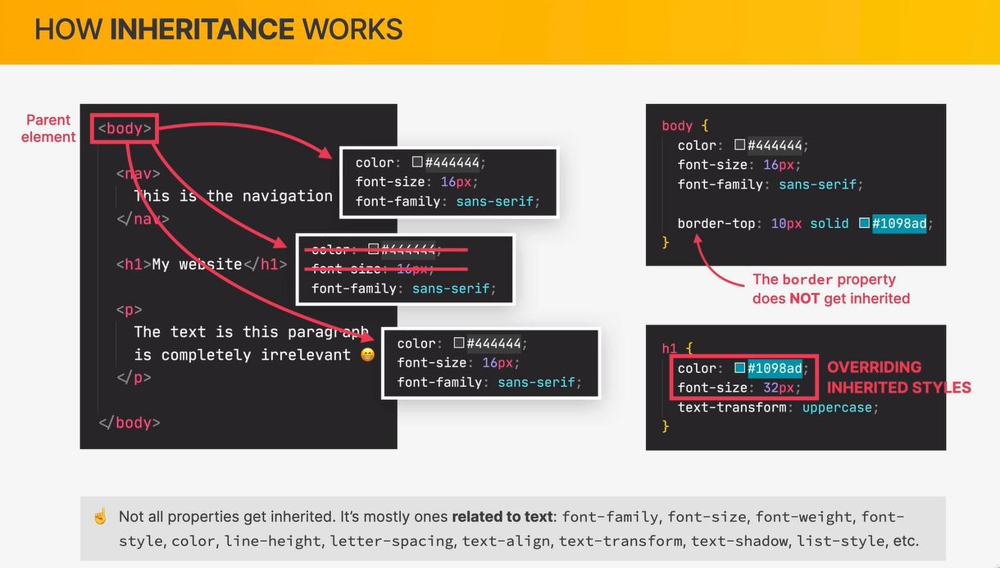 HOW INHERITANCE WORKS
Parent
element
<body>
<nav>
This is the navigation
</nav>
<h1>My website</h1>
<p>
The text is this paragraph
is completely irrelevant 😁
</p>
</body>
color: #444444;
font-size: 16px;
font-family: sans-serif;
color: #444444;
font-size: 16px;
font-family: sans-serif;
color: #444444;
font-size: 16px;
font-family: sans-serif;
body {
color: #444444;
font-size: 16px;
font-family: sans-serif;
border-top: 10px solid #1098ad;
}
The border property
does NOT get inherited
h1 {
color: #1098ad;
font-size: 32px;
text-transform: uppercase;
}
OVERRIDING
INHERITED STYLES
☝️ Not all properties get inherited. It’s mostly ones related to text: font-family, font-size, font-weight, font-
style, color, line-height, letter-spacing, text-align, text-transform, text-shadow, list-style, etc.